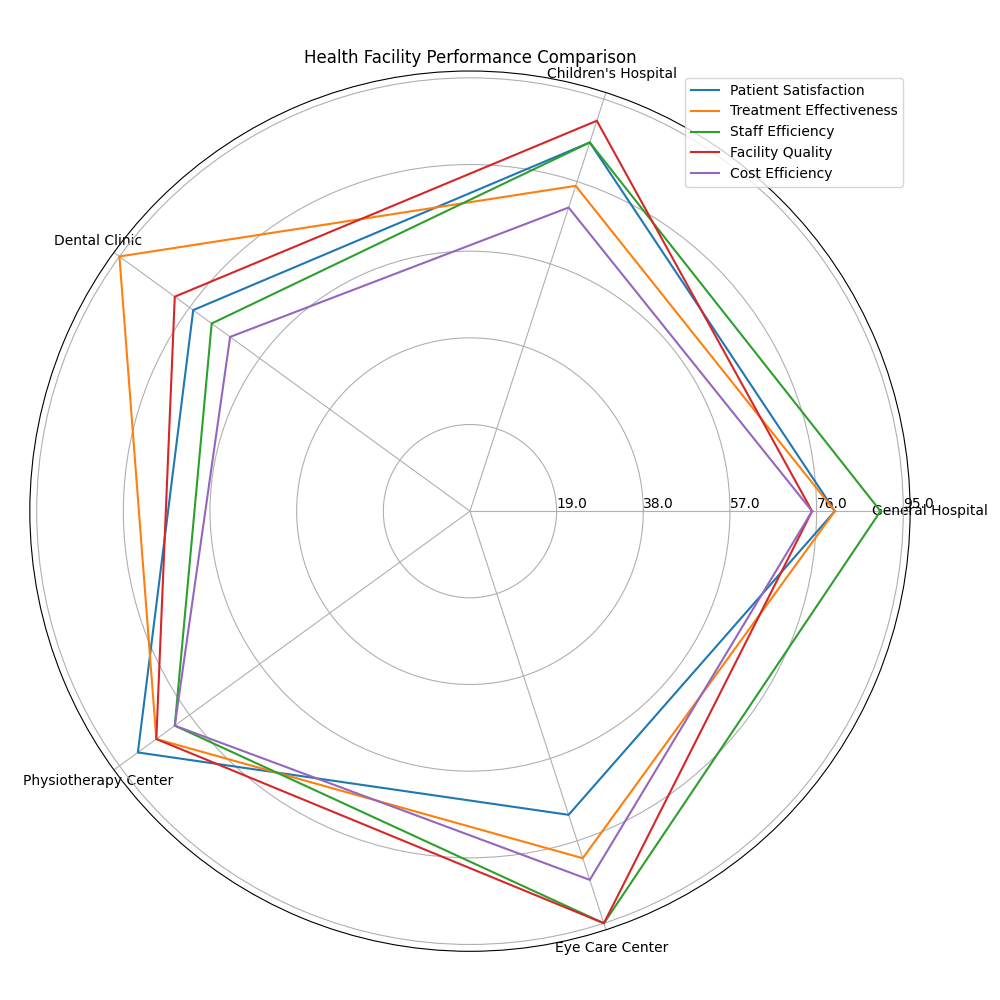 Health Facility Performance Comparison
Children's Hospital
Patient Satisfaction
Treatment Effectiveness
Staff Efficiency
Facility Quality
Cost Efficiency
Dental Clinic
19.0
38.0
57.0
76.0
95.0
General Hospital
Physiotherapy Center
Eye Care Center